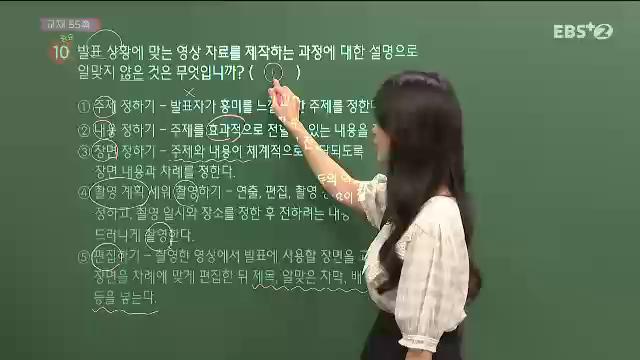 교재 55쪽
EBS+2
10 발표 상황에 맞는 영상 자료를 제작하는 과정에 대한 설명으로
알맞지 않은 것은 무엇입니까? ( ① )
① 주제 정하기 - 발표자가 흥미를 느낄 한 주제를 정한다
② 내용 정하기 - 주제를 효과적으로 전달 있는 내용을
③ 장면 정하기 - 주제와 내용이 체계적으로 되도록
장면 내용과 차례를 정한다.
④ 촬영 계획 세워 촬영하기 - 연출, 편집, 촬영 등의
정하고, 촬영 일시와 장소를 정한 후 전하려는 내용
드러나게 촬영한다.
⑤ 편집하기 - 촬영한 영상에서 발표에 사용할 장면을
장면을 차례에 맞게 편집한 뒤 제목, 알맞은 자막,
등을 넣는다.